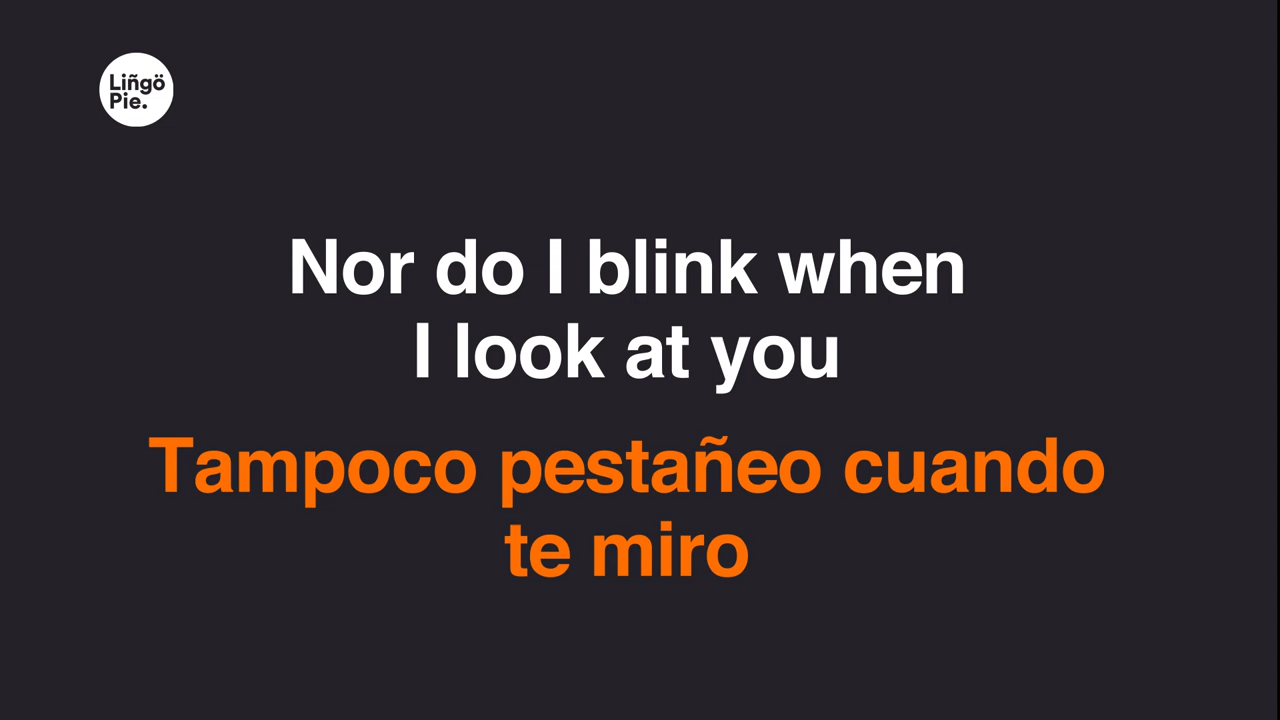 Liñgö
Pie.
Nor do I blink when
I look at you
Tampoco pestañeo cuando
te miro